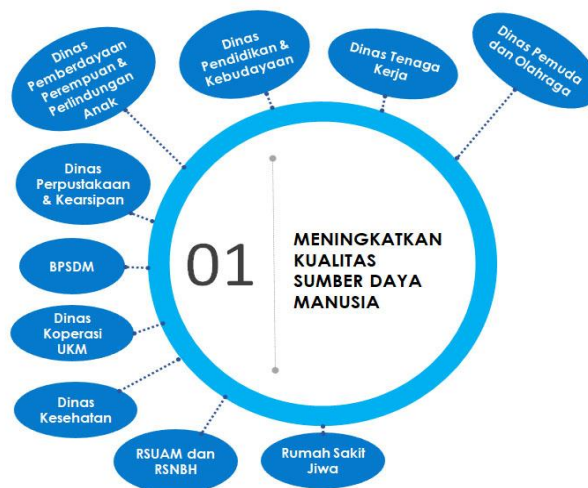 Dinas
Pemberdayaan
Perempuan &
Perlindungan
Anak
Dinas
Pendidikan &
Kebudayaan
Dinas Tenaga
Kerja
Dinas Pemuda
dan Olahraga
Dinas
Perpustakaan
& Kearsipan
BPSDM
Dinas
Koperasi
UKM
Dinas
Kesehatan
RSUAM dan
RSNBH
Rumah Sakit
Jiwa
01
MENINGKATKAN
KUALITAS
SUMBER DAYA
MANUSIA